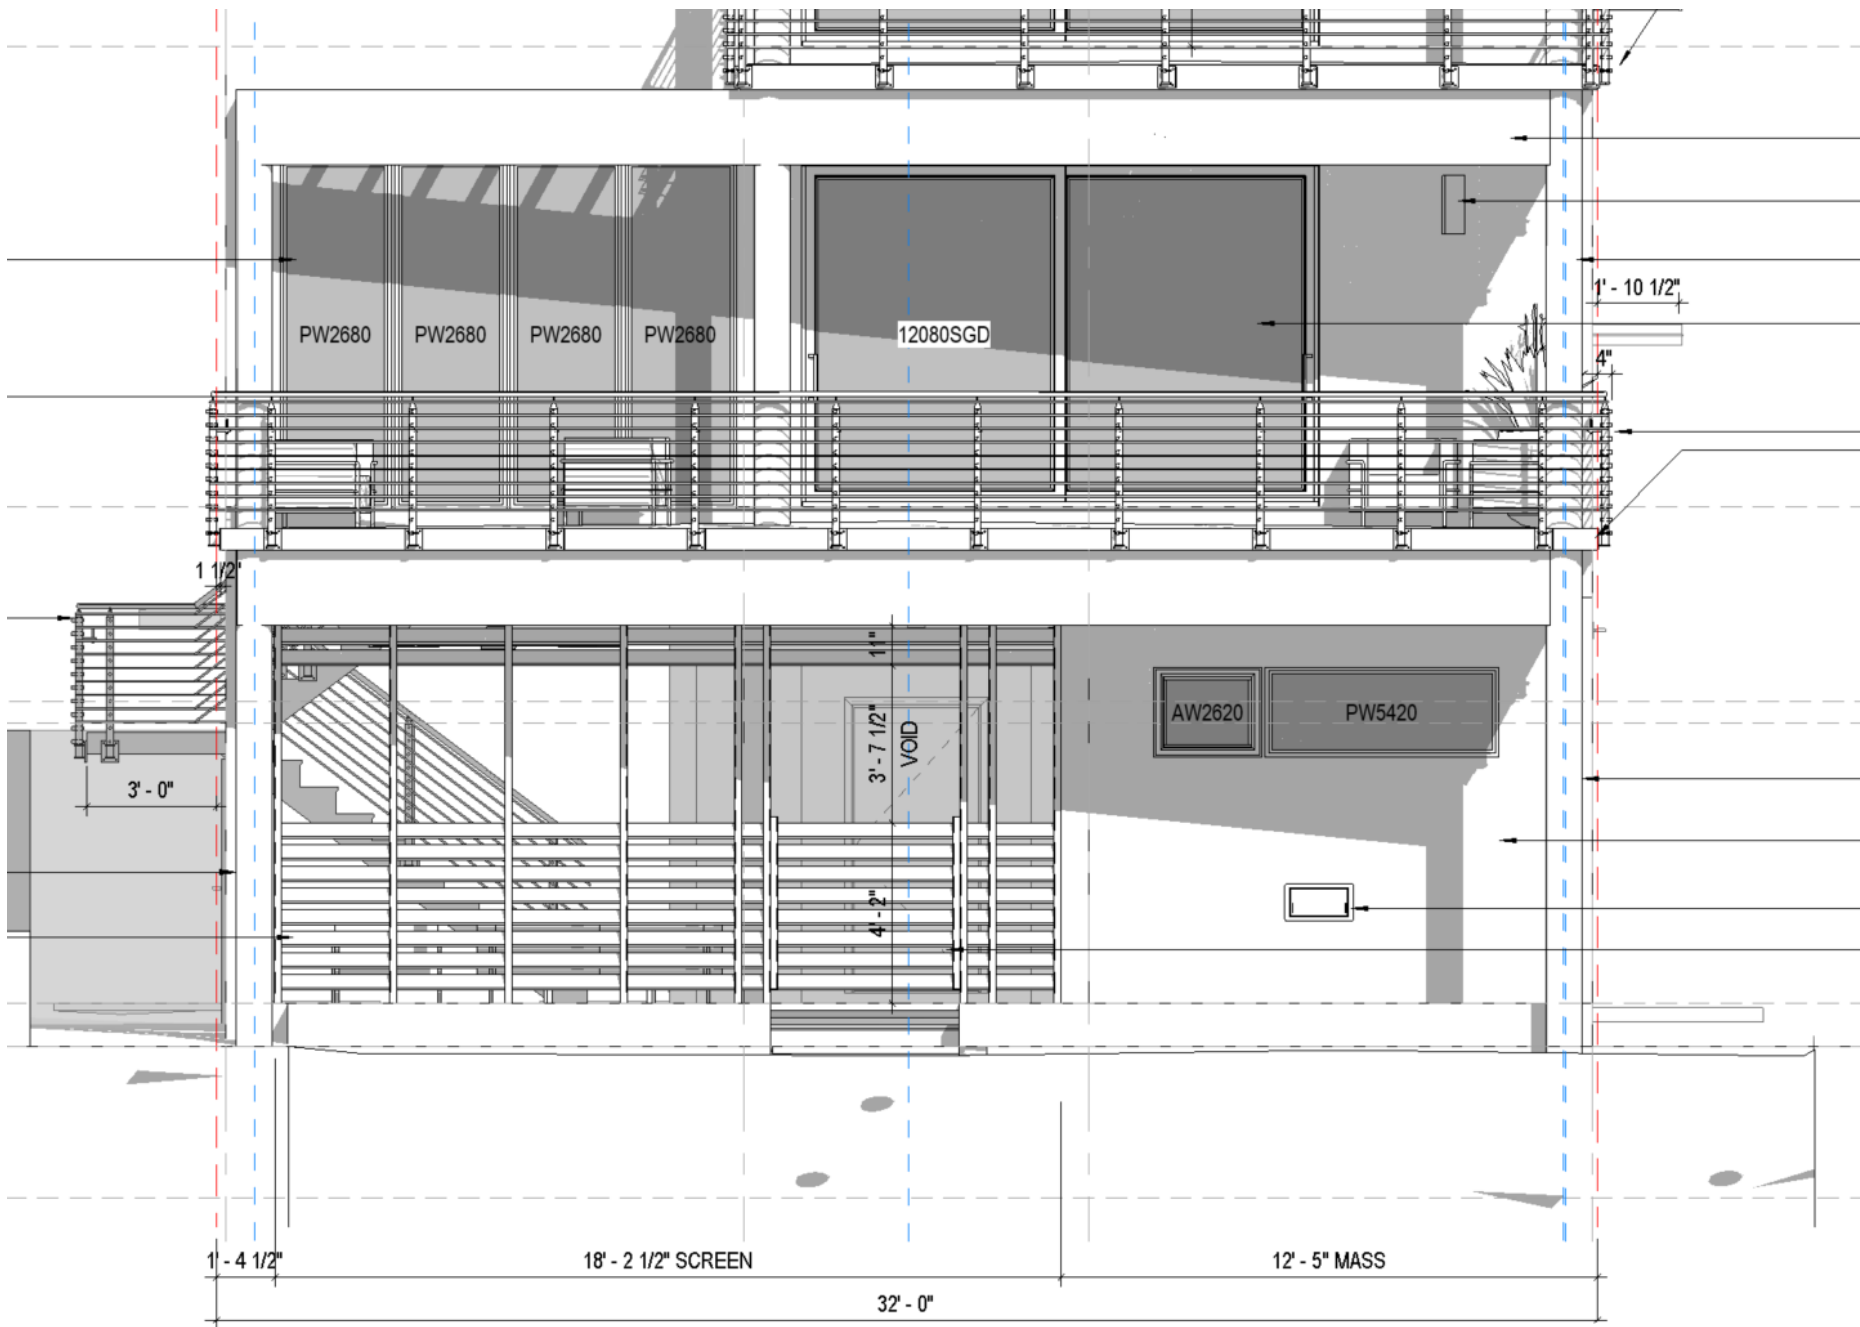 1' - 10 1/2"
PW2680 PW2680 PW2680 PW2680 12080SGD
4"
1 1/2"
11"
AW2620 PW5420
3' - 7 1/2"
VOID
3' - 0"
4' - 2"
1' - 4 1/2" 18' - 2 1/2" SCREEN 12' - 5" MASS
32' - 0"